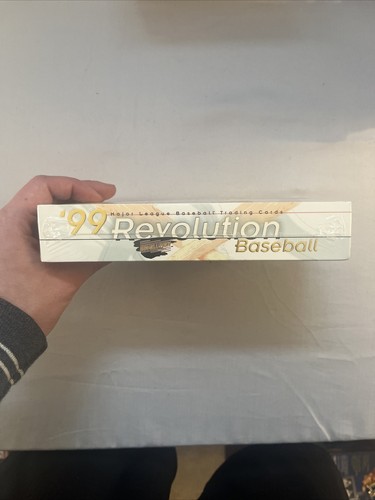 '99 Major League Baseball Trading Cards
Revolution
Baseball